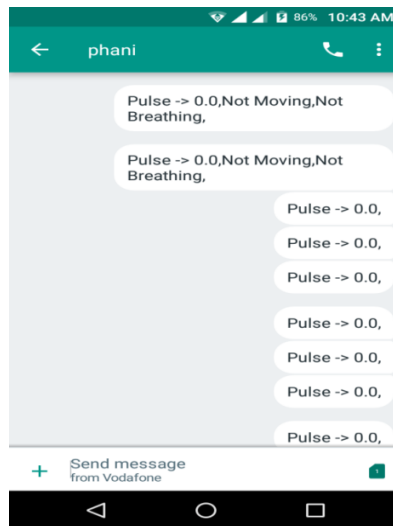 86% 10:43 AM
phani
Pulse -> 0.0,Not Moving,Not
Breathing,
Pulse -> 0.0,Not Moving,Not
Breathing,
Pulse -> 0.0,
Pulse -> 0.0,
Pulse -> 0.0,
Pulse -> 0.0,
Pulse -> 0.0,
Pulse -> 0.0,
Pulse -> 0.0,
Send message
from Vodafone
1